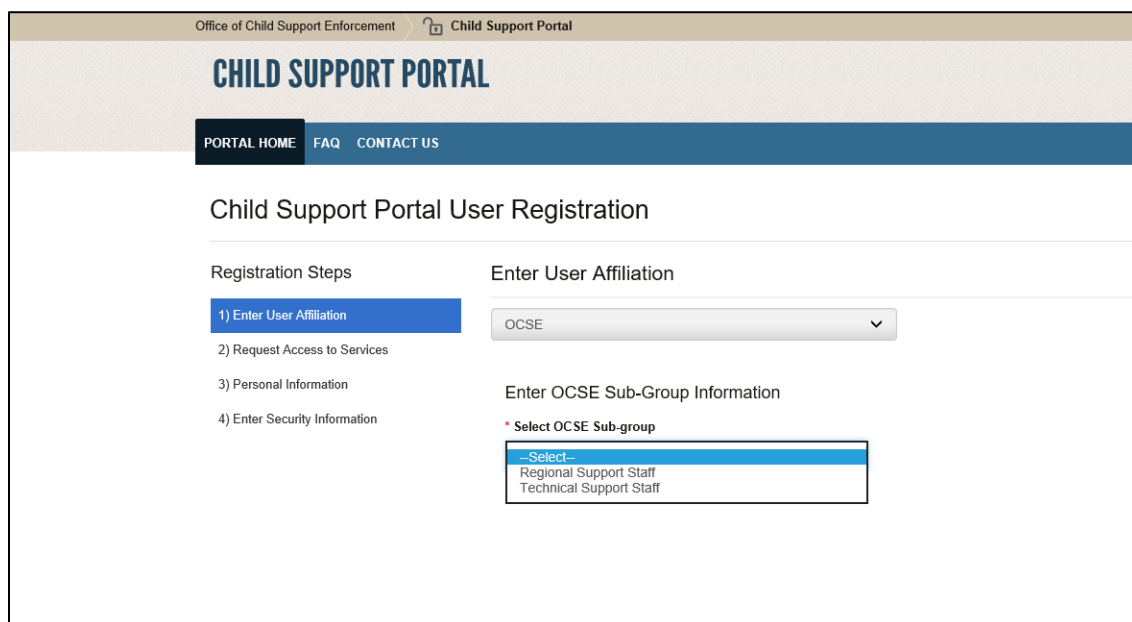 Office of Child Support Enforcement Child Support Portal
CHILD SUPPORT PORTAL
PORTAL HOME FAQ CONTACT US
Child Support Portal User Registration
Registration Steps
1) Enter User Affiliation
2) Request Access to Services
3) Personal Information
4) Enter Security Information
Enter User Affiliation
OCSE
Enter OCSE Sub-Group Information
* Select OCSE Sub-group
--Select--
Regional Support Staff
Technical Support Staff